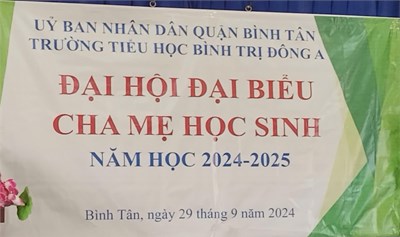 UỶ BAN NHÂN DÂN QUẬN BÌNH TÂN
TRƯỜNG TIỂU HỌC BÌNH TRỊ ĐÔNG A
ĐẠI HỘI ĐẠI BIỂU
CHA MẸ HỌC SINH
NĂM HỌC 2024-2025
Bình Tân, ngày 29 tháng 9 năm 2024